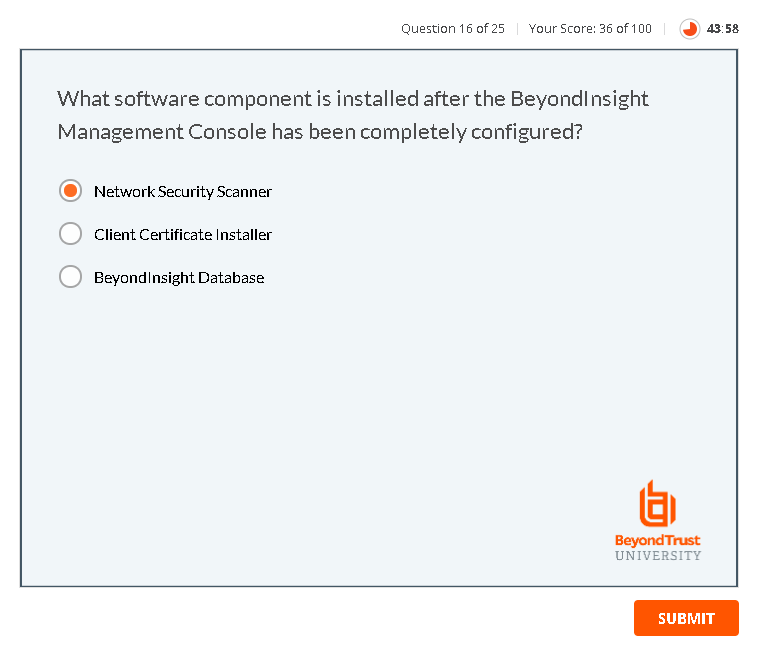 Question 16 of 25 | Your Score: 36 of 100 | 43:58
What software component is installed after the BeyondInsight
Management Console has been completely configured?
Network Security Scanner
Client Certificate Installer
BeyondInsight Database
BeyondTrust
UNIVERSITY
SUBMIT